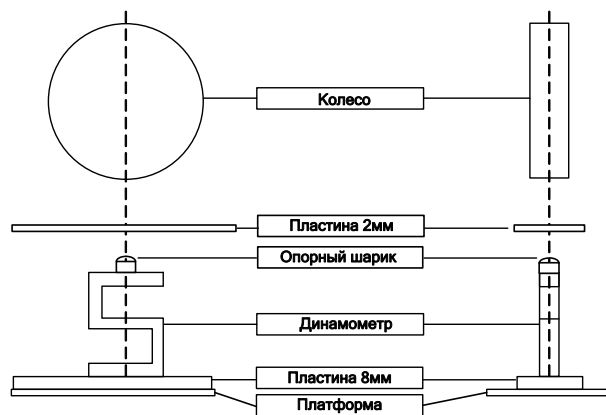 Колесо
Пластина 2мм
Опорный шарик
Динамометр
Пластина 8мм
Платформа